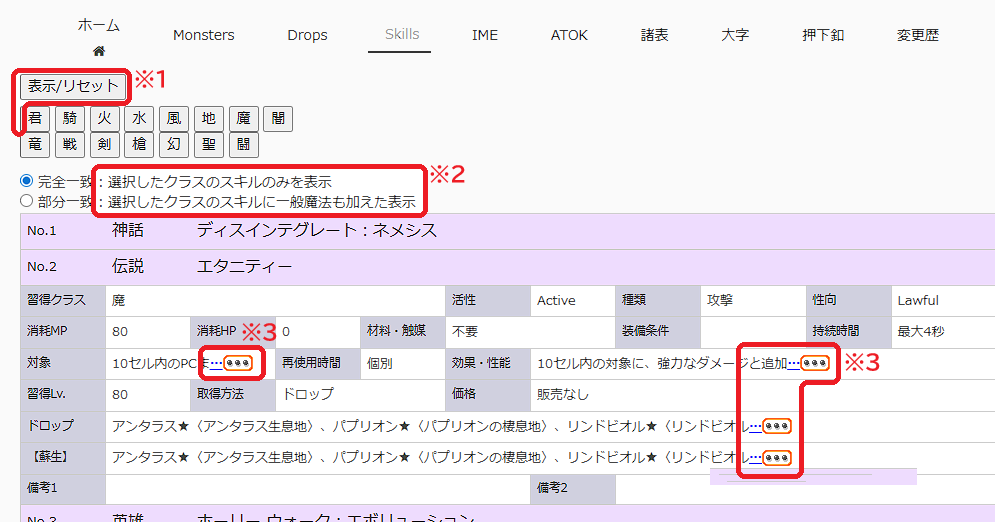 ホーム Monsters Drops Skills IME ATOK 諸表 大字 押下釦 変更歴
表示/リセット ※1
君 騎 火 水 風 地 魔 闇
竜 戦 剣 槍 幻 聖 闘
完全一致：選択したクラスのスキルのみを表示 ※2
部分一致：選択したクラスのスキルに一般魔法も加えた表示
No.1 神話 ディスインテグレート：ネメシス
No.2 伝説 エタニティー
習得クラス 魔 活性 Active 種類 攻撃 性向 Lawful
消耗MP 80 消耗HP ※3 0 材料・触媒 不要 装備条件 持続時間 最大4秒
対象 10セル内のPCま… 再使用時間 個別 効果・性能 10セル内の対象に、強力なダメージと追加… ※3
習得Lv. 80 取得方法 ドロップ 価格 販売なし
ドロップ アンタラス★〈アンタラス生息地〉、パプリオン★〈パプリオンの棲息地〉、リンドビオル★〈リンドビオル…
【蘇生】 アンタラス★〈アンタラス生息地〉、パプリオン★〈パプリオンの棲息地〉、リンドビオル★〈リンドビオル…
備考1 備考2
No.3 英雄 ホーリー ウォーク：エボリューション